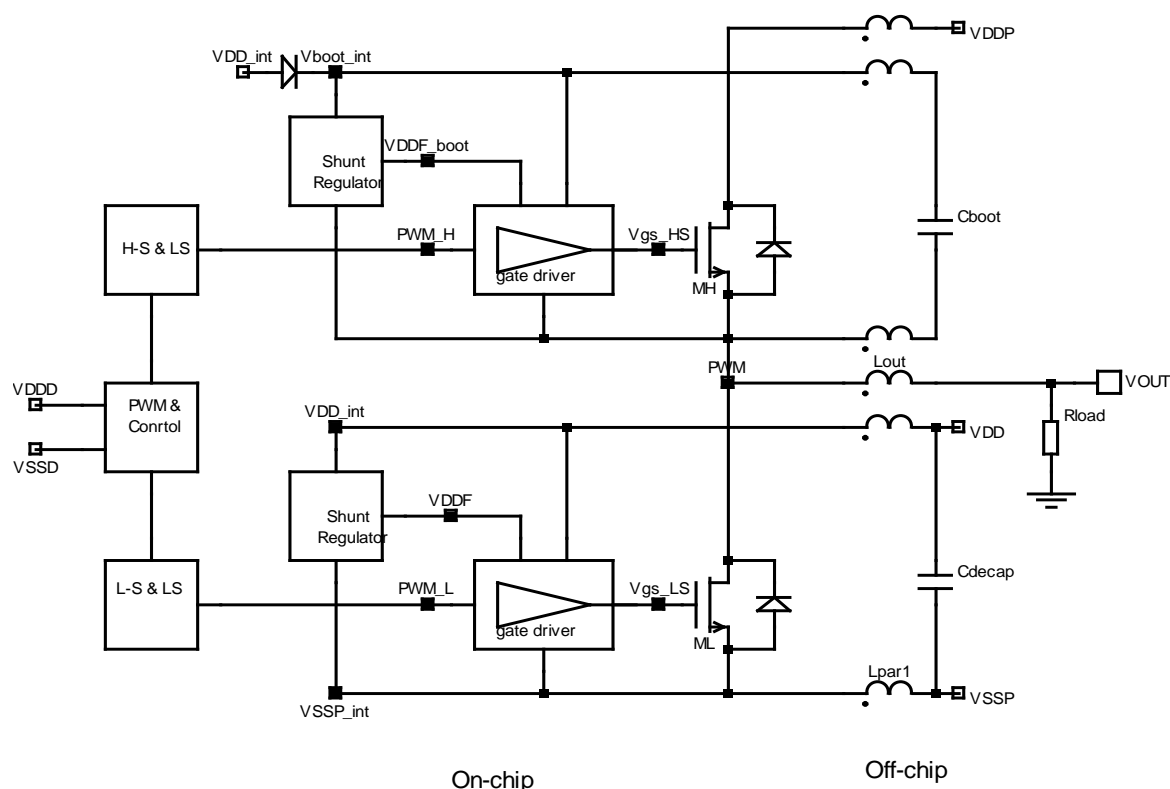 VDDP
VDD_int
Vboot_int
Shunt
Regulator
VDDF_boot
Cboot
H-S & LS
PWM_H
gate driver
Vgs_HS
MH
Lout
PWM
VOUT
VDDD
PWM &
Conrtol
VSSD
VDD_int
VDD
Rload
Shunt
Regulator
VDDF
Cdecap
L-S & LS
PWM_L
gate driver
Vgs_LS
ML
Lpar1
VSSP_int
VSSP
On-chip
Off-chip